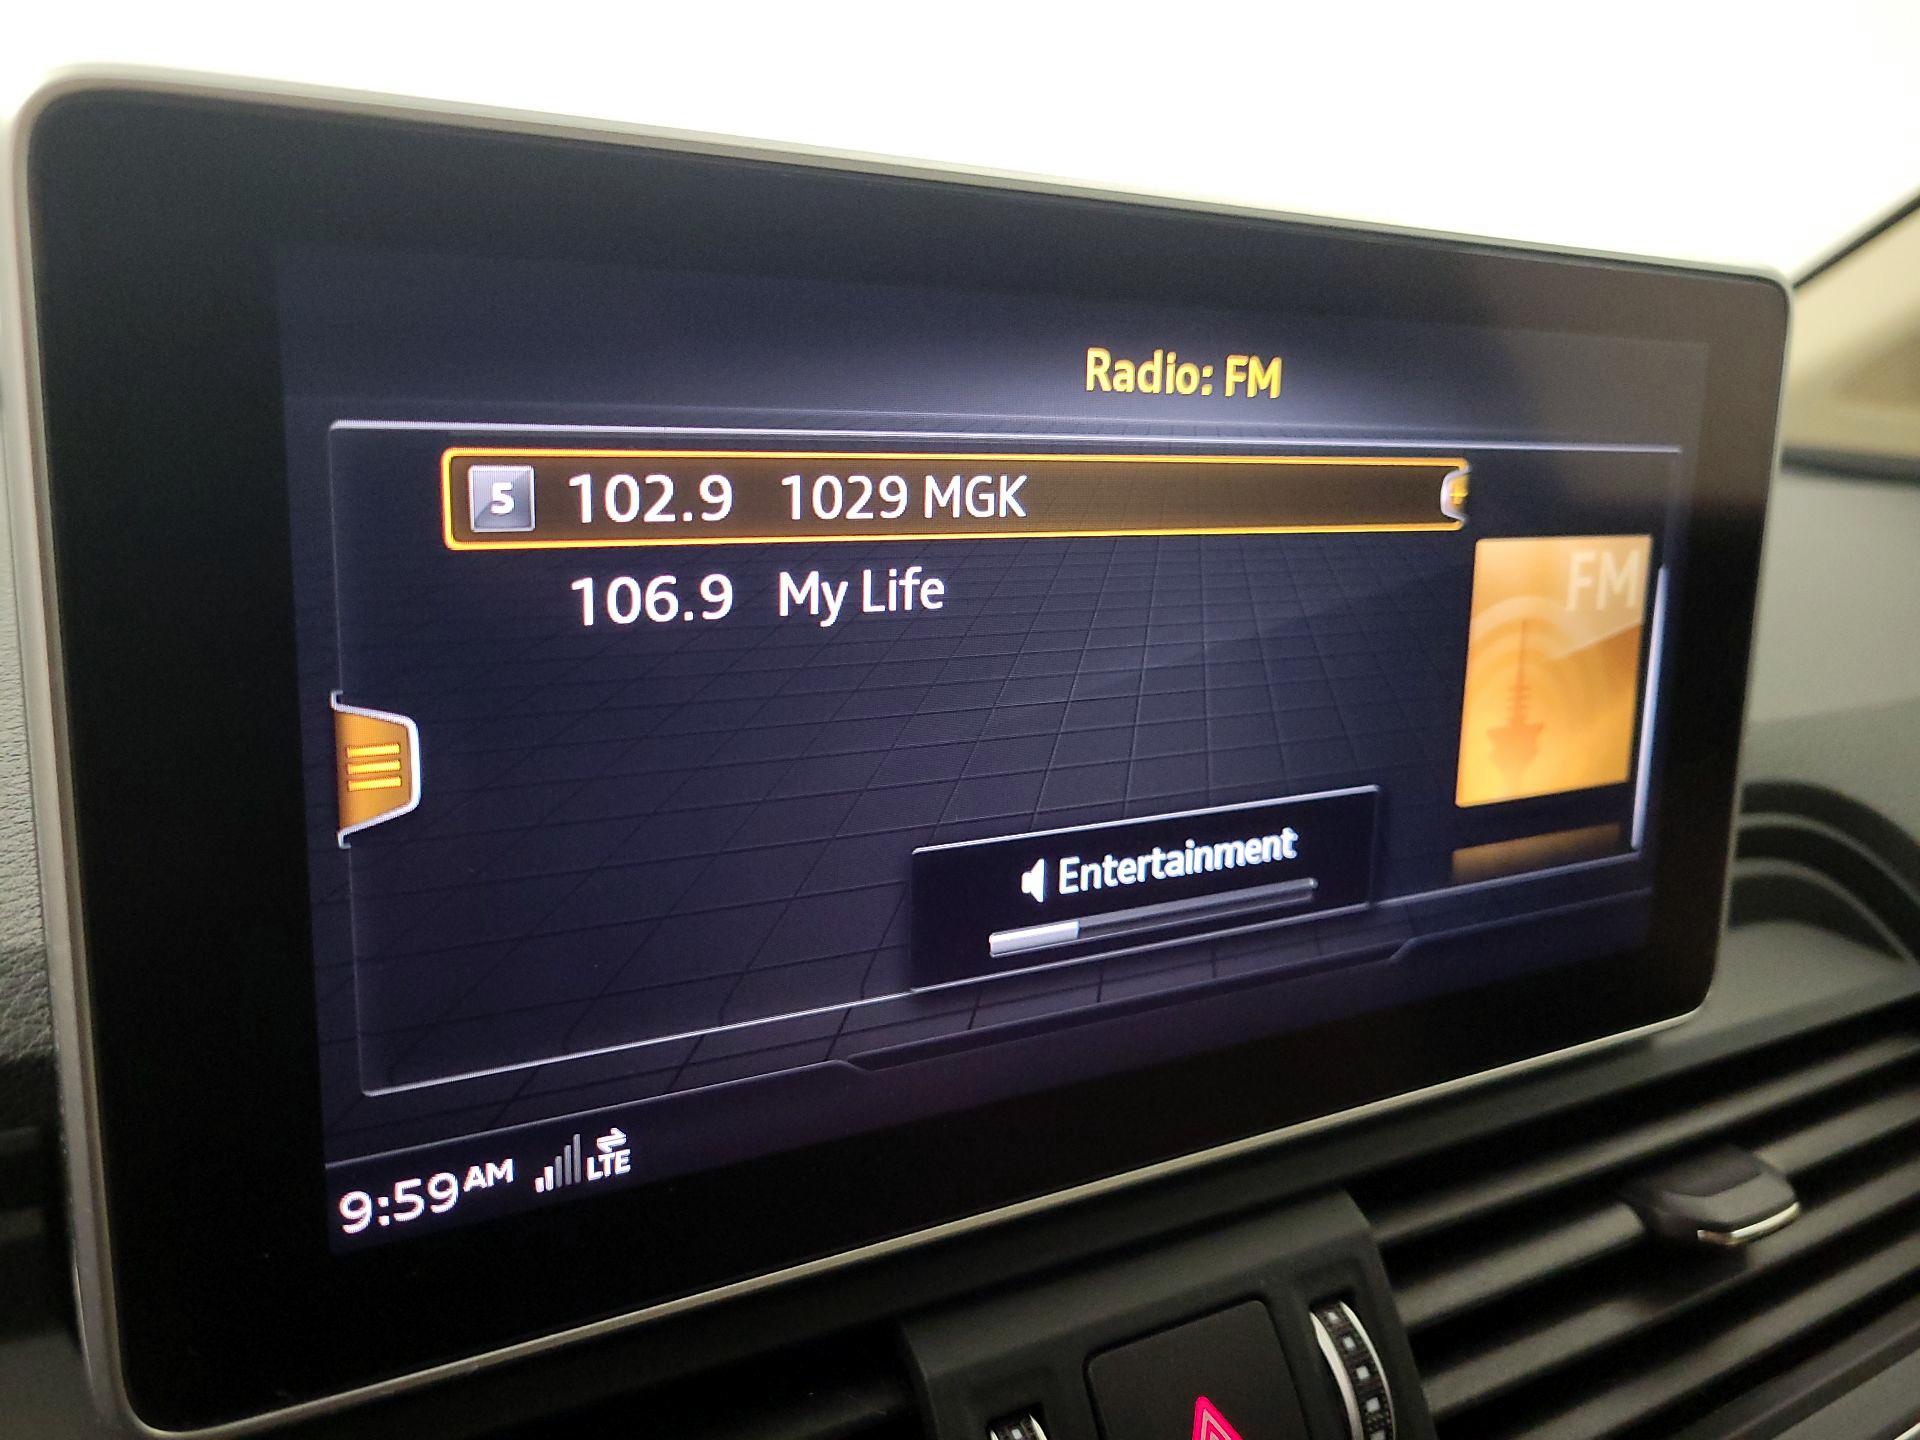 Radio: FM
5 102.9 1029 MGK
106.9 My Life
FM
Entertainment
9:59 AM LTE